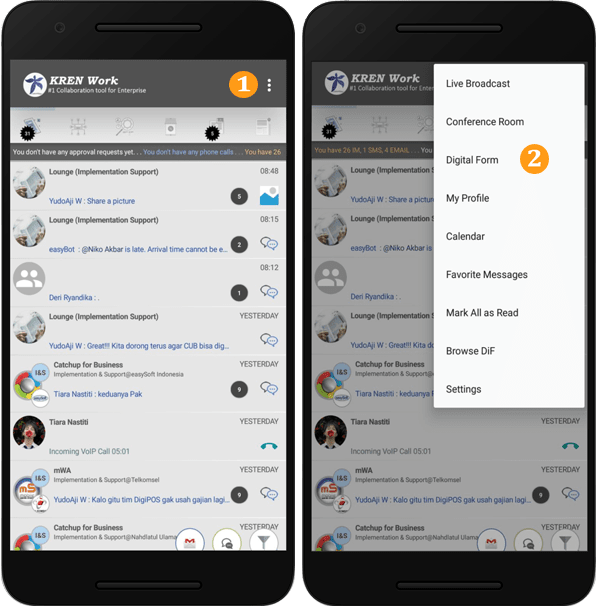 KREN Work
#1 Collaboration tool for Enterprise
1
31
5
You don't have any approval requests yet. . . You don't have any phone calls . . . You have 26
Lounge (Implementation Support) 08:48
YudoAji W : Share a picture 5
Lounge (Implementation Support) 08:15
easyBot : @Niko Akbar is late. Arrival time cannot be e... 2
08:12
Deri Ryandika : . 1
Lounge (Implementation Support) YESTERDAY
YudoAji W : Great!!! Kita dorong terus agar CUB bisa dig...
Catchup for Business YESTERDAY
I&S
Implementation & Support@easySoft Indonesia
Tiara Nastiti : keduanya Pak 9
Tiara Nastiti YESTERDAY
Incoming VoIP Call 05:01
mWA YESTERDAY
I&S
Implementation & Support@Telkomsel
YudoAji W : Kalo gitu tim DigiPOS gak usah gajian lagi... 9
Catchup for Business YESTERDAY
I&S
Implementation & Support@Nahdlatul Ulama
KREN Work
#1 Collaboration tool for Enterprise
31
You have 26 IM, 1 SMS, 4 EMAIL . . .
Lounge (Implementation Support)
YudoAji W : Share a picture
Lounge (Implementation Support)
easyBot : @Niko Akbar is late.
Deri Ryandika : .
Lounge (Implementation Support)
YudoAji W : Great!!! Kita doro
Catchup for Business
I&S
Implementation & Support@ea
Tiara Nastiti : keduanya Pak
Tiara Nastiti YESTERDAY
Incoming VoIP Call 05:01
mWA YESTERDAY
I&S
Implementation & Support@Telkomsel
YudoAji W : Kalo gitu tim DigiPOS gak usah gajian lagi... 9
Catchup for Business YESTERDAY
I&S
Implementation & Support@Nahdlatul Ulama
Live Broadcast
Conference Room
Digital Form 2
My Profile
Calendar
Favorite Messages
Mark All as Read
Browse DiF
Settings